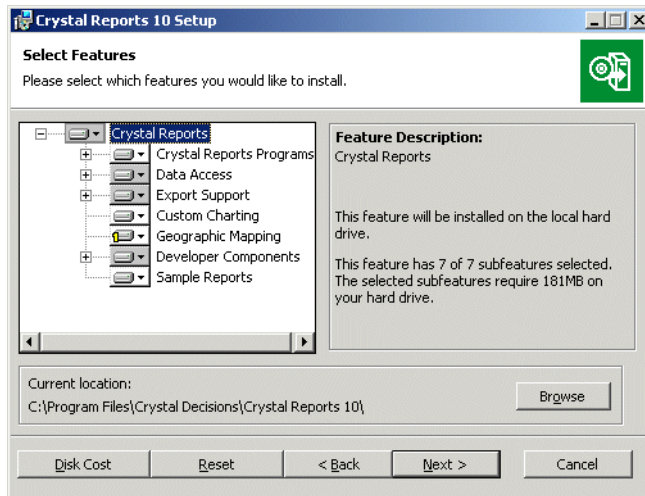 Crystal Reports 10 Setup
Select Features
Please select which features you would like to install.
Crystal Reports
Crystal Reports Programs
Data Access
Export Support
Custom Charting
Geographic Mapping
Developer Components
Sample Reports
Feature Description:
Crystal Reports
This feature will be installed on the local hard
drive.
This feature has 7 of 7 subfeatures selected.
The selected subfeatures require 181MB on
your hard drive.
Current location:
C:\Program Files\Crystal Decisions\Crystal Reports 10\
Browse
Disk Cost
Reset
< Back
Next >
Cancel